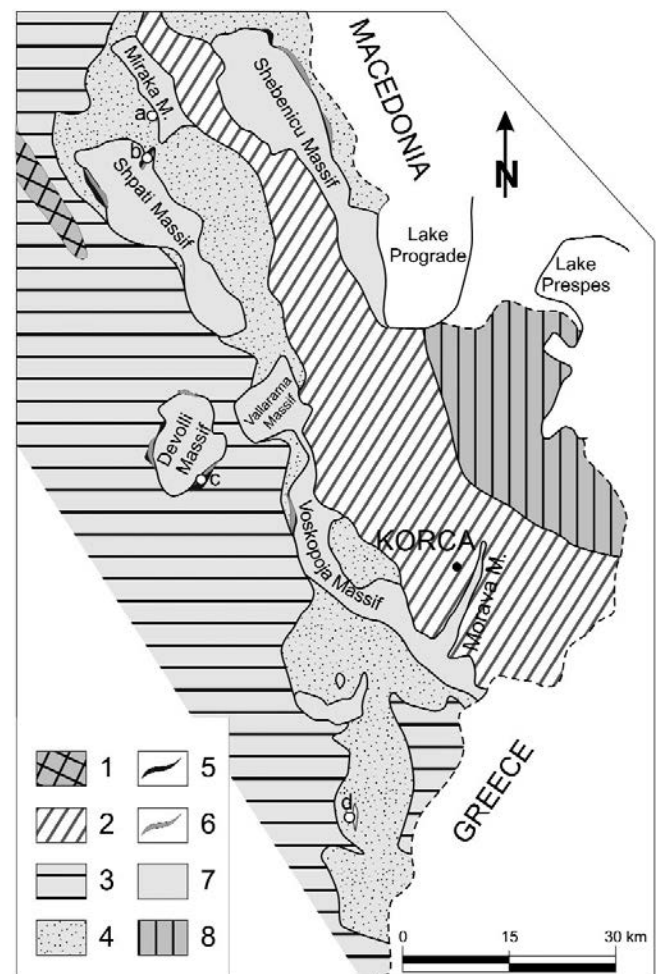 MACEDONIA
Miraka M.
Shebenicu Massif
a
b
Shpati Massif
N
Lake
Prograde
Lake
Prespes
Vallarama
Massif
Devolli
Massif
c
Voskopoja Massif
KORCA
Morava M.
d
GREECE
1
2
3
4
5
6
7
8
0
15
30 km